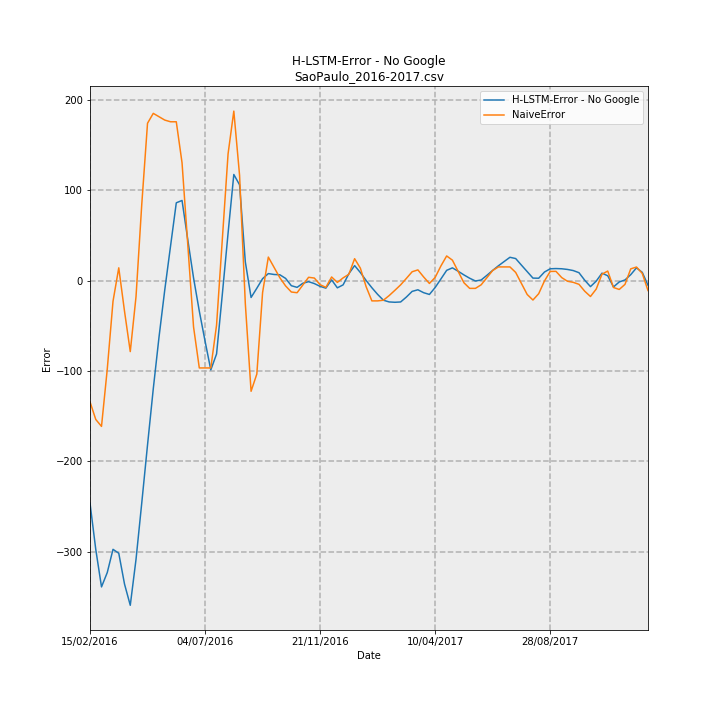 H-LSTM-Error - No Google
SaoPaulo_2016-2017.csv
H-LSTM-Error - No Google
NaiveError
200
100
0
−100
−200
−300
Error
15/02/2016
04/07/2016
21/11/2016
10/04/2017
28/08/2017
Date